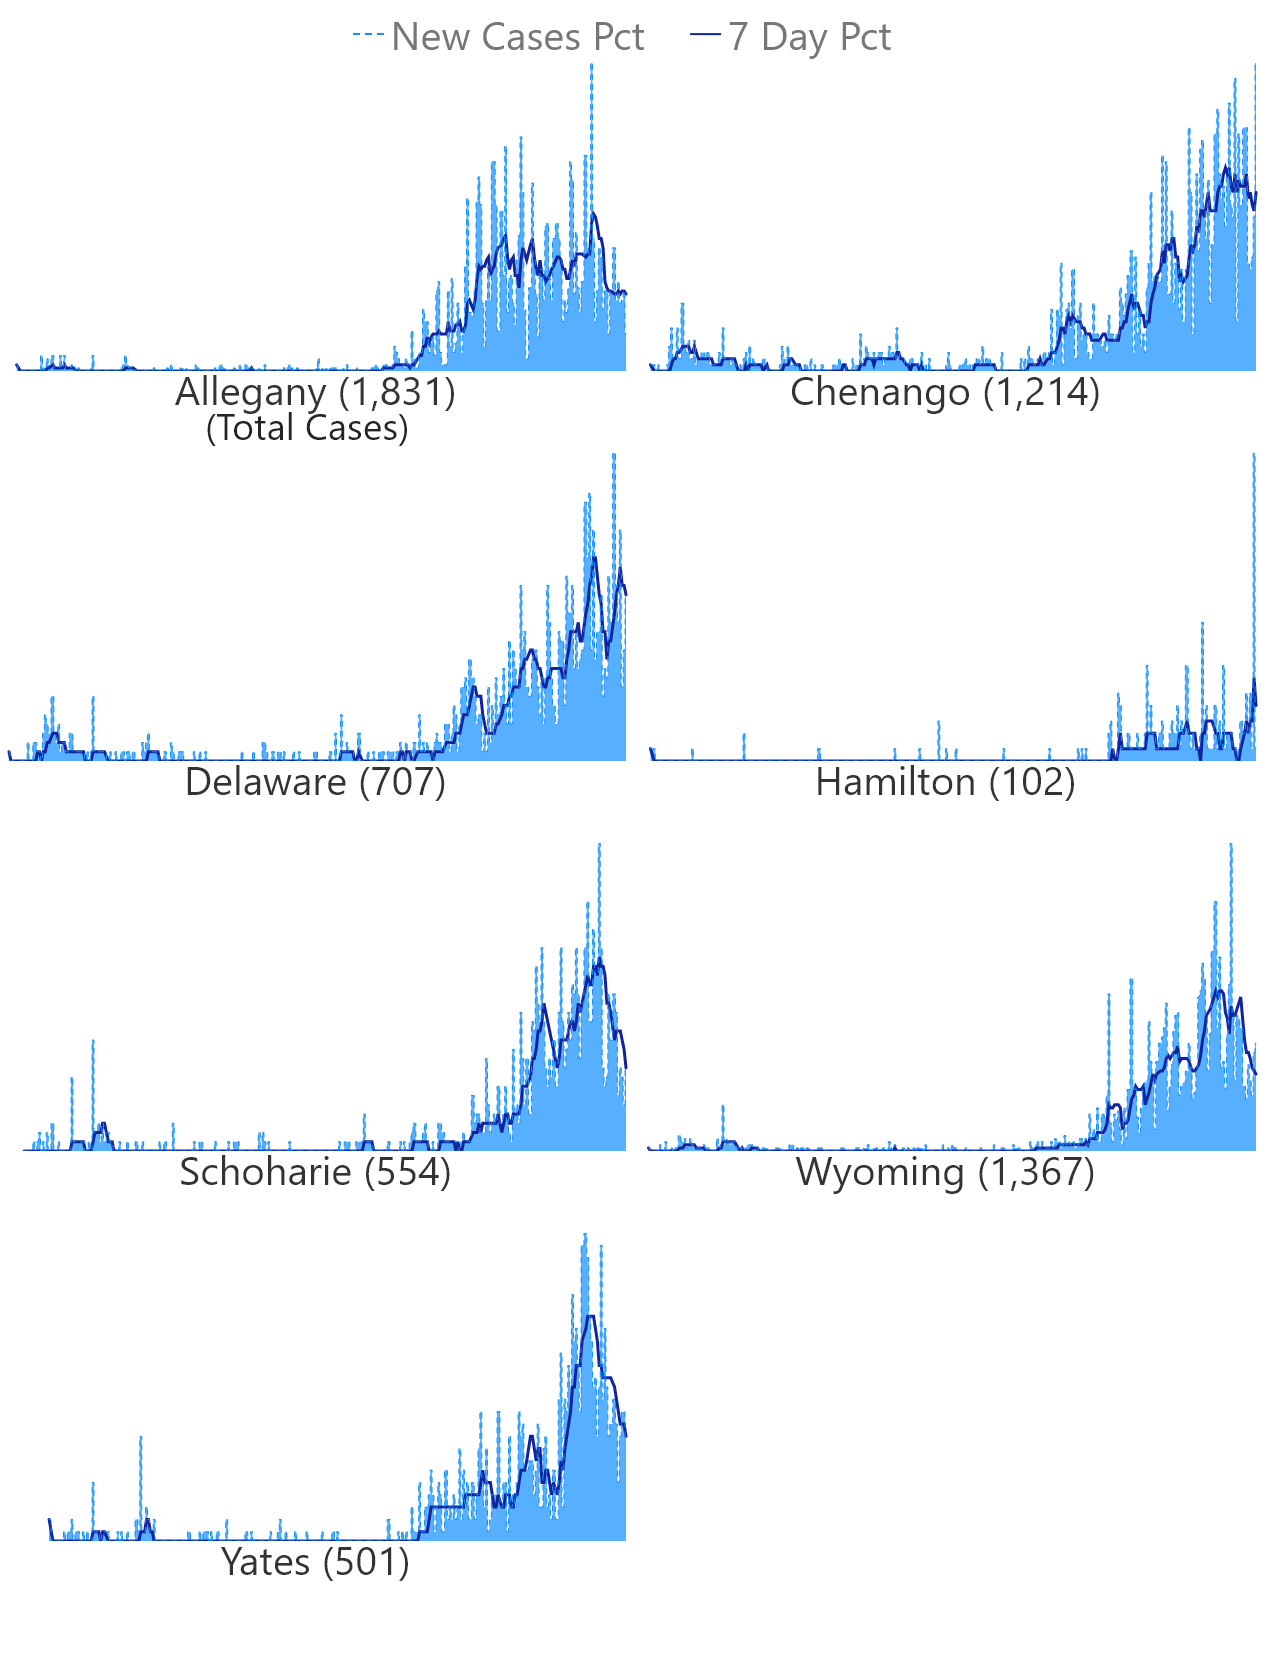 New Cases Pct 7 Day Pct
Allegany (1,831) Chenango (1,214)
(Total Cases)
Delaware (707) Hamilton (102)
Schoharie (554) Wyoming (1,367)
Yates (501)